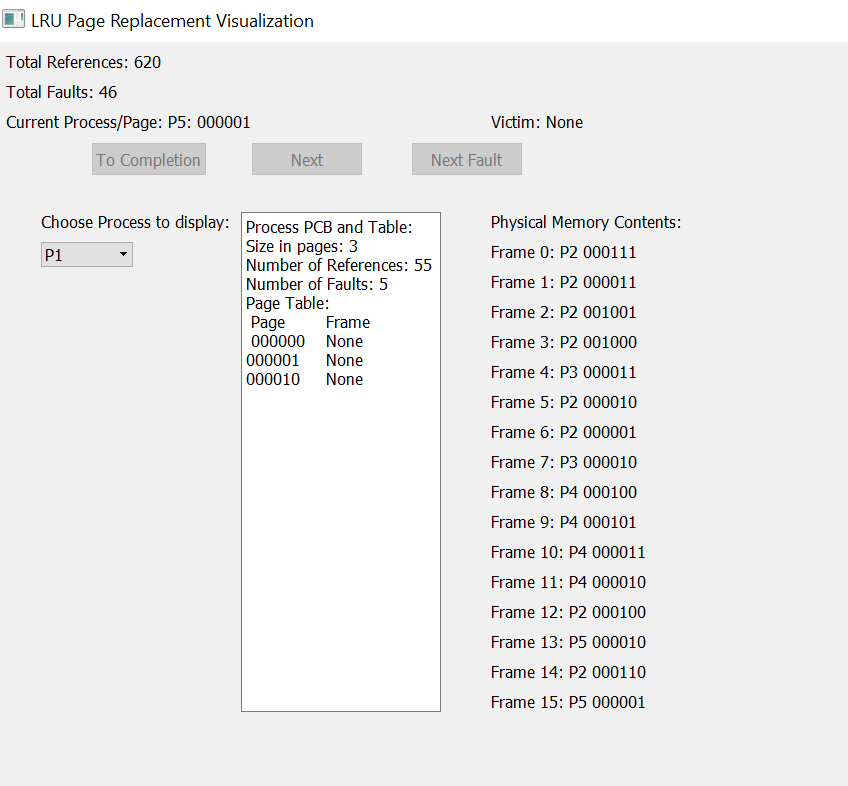 LRU Page Replacement Visualization
Total References: 620
Total Faults: 46
Current Process/Page: P5: 000001
Victim: None
To Completion
Next
Next Fault
Choose Process to display:
P1
Process PCB and Table:
Size in pages: 3
Number of References: 55
Number of Faults: 5
Page Table:
Page Frame
000000 None
000001 None
000010 None
Physical Memory Contents:
Frame 0: P2 000111
Frame 1: P2 000011
Frame 2: P2 001001
Frame 3: P2 001000
Frame 4: P3 000011
Frame 5: P2 000010
Frame 6: P2 000001
Frame 7: P3 000010
Frame 8: P4 000100
Frame 9: P4 000101
Frame 10: P4 000011
Frame 11: P4 000010
Frame 12: P2 000100
Frame 13: P5 000010
Frame 14: P2 000110
Frame 15: P5 000001